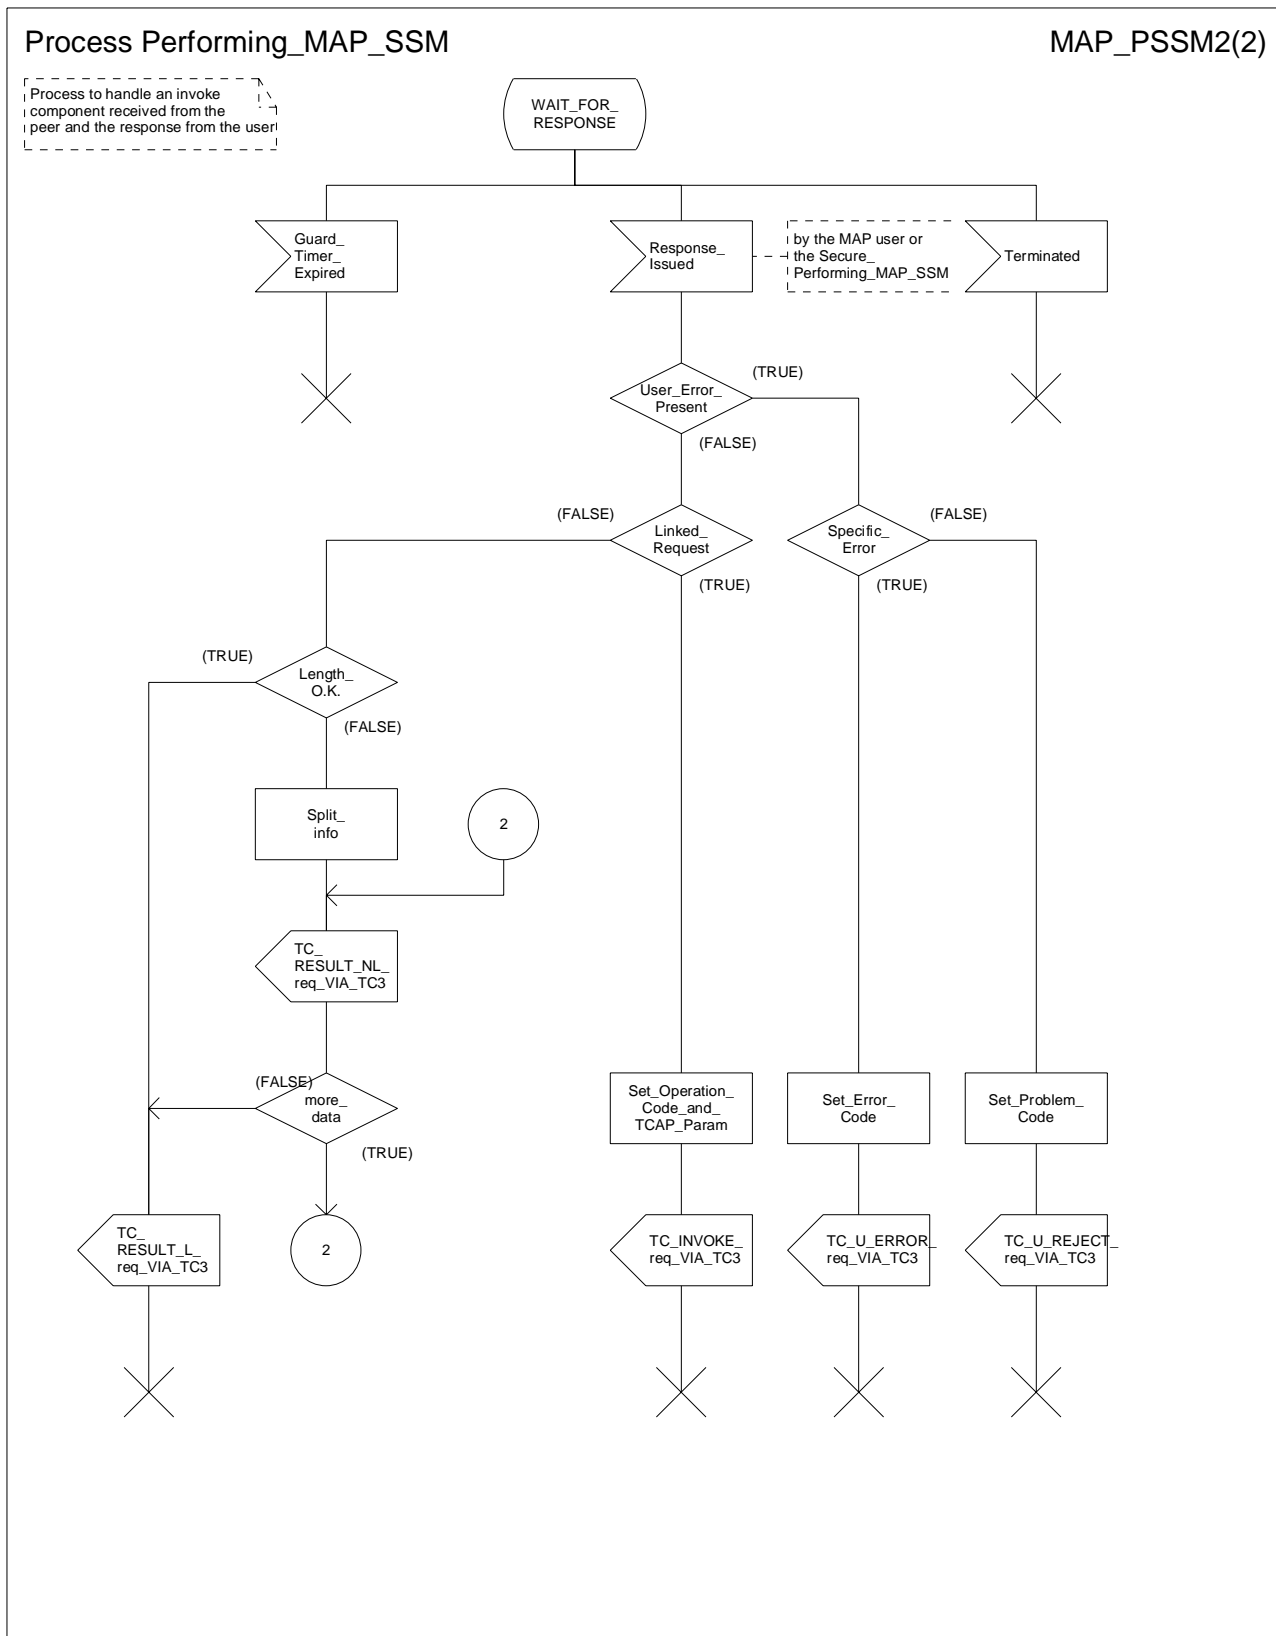 Process Performing_MAP_SSM
MAP_PSSM2(2)
Process to handle an invoke
component received from the
peer and the response from the user
WAIT_FOR_
RESPONSE
Guard_
Timer_
Expired
Response_
Issued
by the MAP user or
the Secure_
Performing_MAP_SSM
Terminated
User_Error_
Present
(TRUE)
(FALSE)
(FALSE)
Linked_
Request
(TRUE)
Specific_
Error
(FALSE)
(TRUE)
(TRUE)
Length_
O.K.
(FALSE)
Split_
info
2
TC_
RESULT_NL_
req_VIA_TC3
(FALSE)
more_
data
(TRUE)
Set_Operation_
Code_and_
TCAP_Param
Set_Error_
Code
Set_Problem_
Code
TC_
RESULT_L_
req_VIA_TC3
2
TC_INVOKE_
req_VIA_TC3
TC_U_ERROR_
req_VIA_TC3
TC_U_REJECT_
req_VIA_TC3